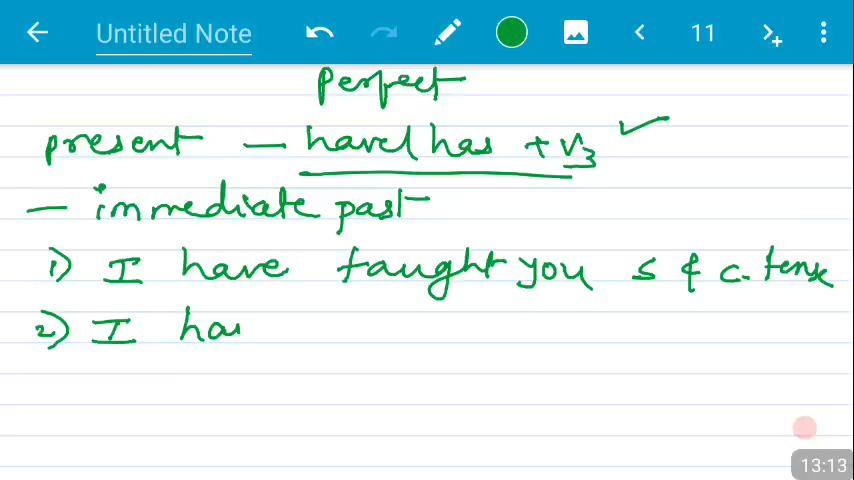 Untitled Note
11
Perfect
present — have/has + V3 ✓
— immediate past
1) I have taught you S & C. tense
2) I ha
13:13